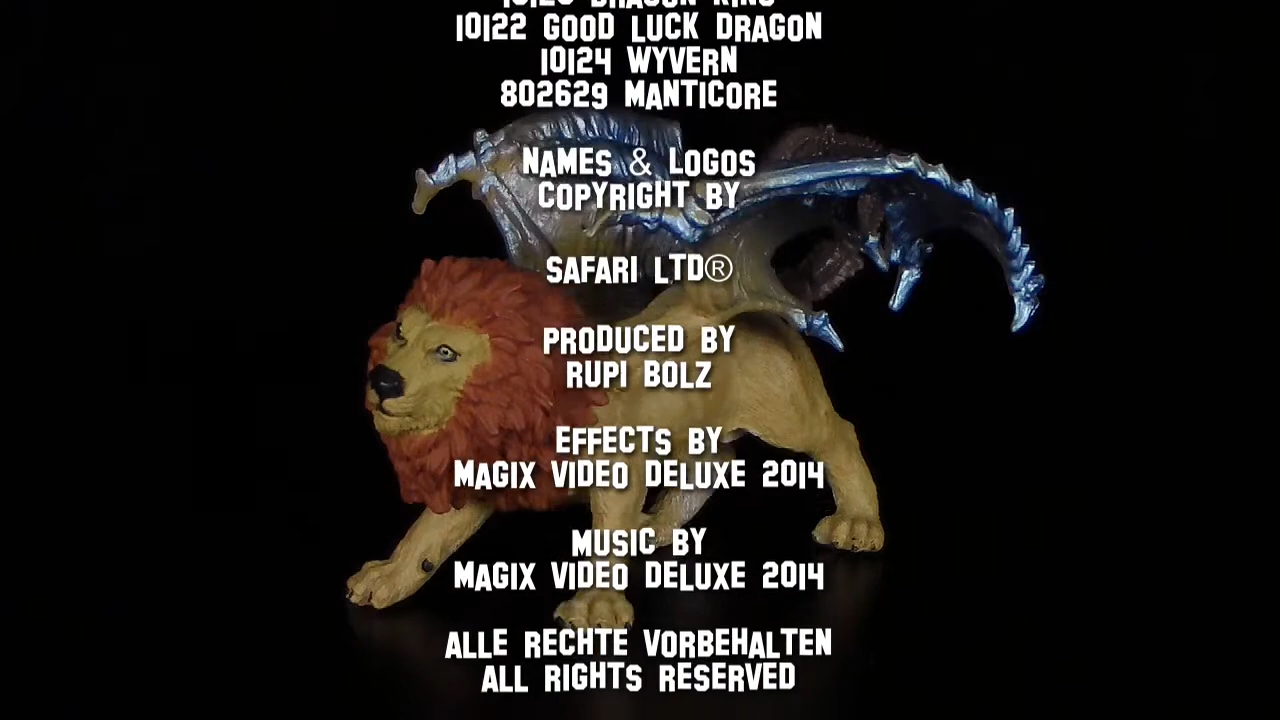 10122 GOOD LUCK DRAGON
10124 WYVERN
802629 MANTICORE
NAMES & LOGOS
COPYRIGHT BY
SAFARI LTD®
PRODUCED BY
RUPI BOLZ
EFFECTS BY
MAGIX VIDEO DELUXE 2014
MUSIC BY
MAGIX VIDEO DELUXE 2014
ALLE RECHTE VORBEHALTEN
ALL RIGHTS RESERVED